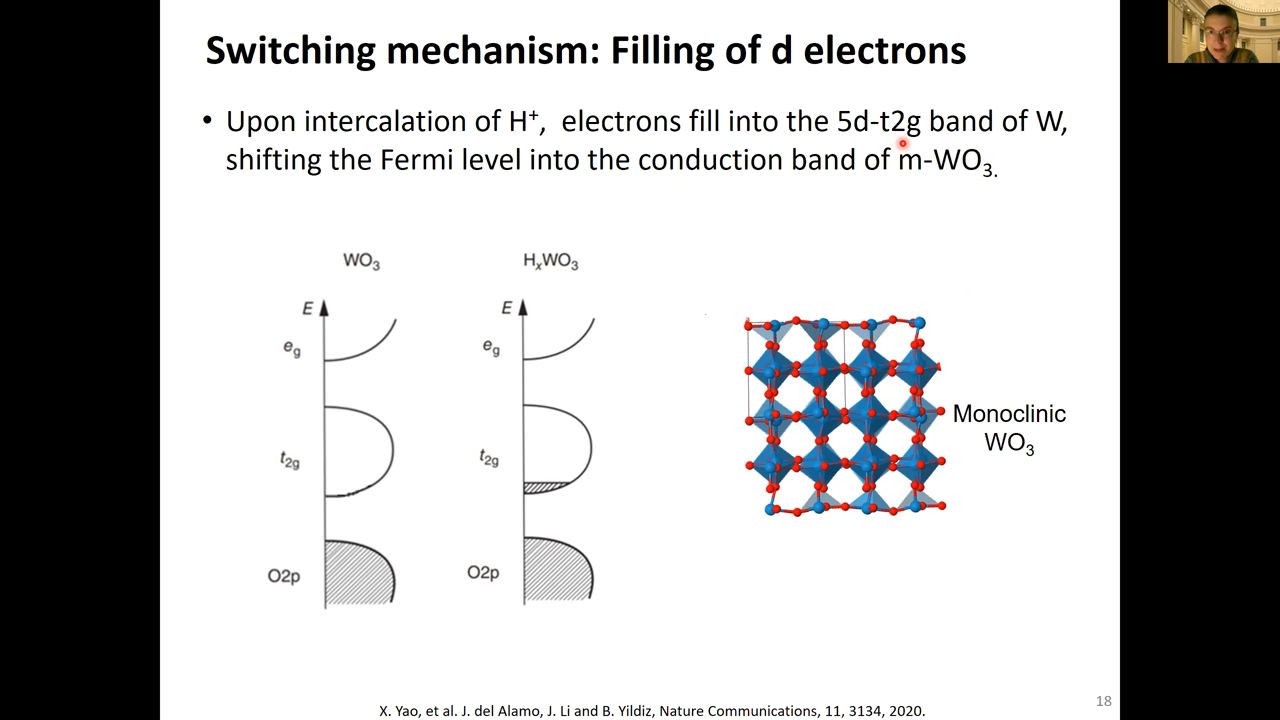 Switching mechanism: Filling of d electrons
• Upon intercalation of H⁺, electrons fill into the 5d-t2g band of W,
shifting the Fermi level into the conduction band of m-WO₃.
WO₃
HₓWO₃
E
E
e_g
e_g
t₂g
t₂g
O2p
O2p
Monoclinic
WO₃
18
X. Yao, et al. J. del Alamo, J. Li and B. Yildiz, Nature Communications, 11, 3134, 2020.